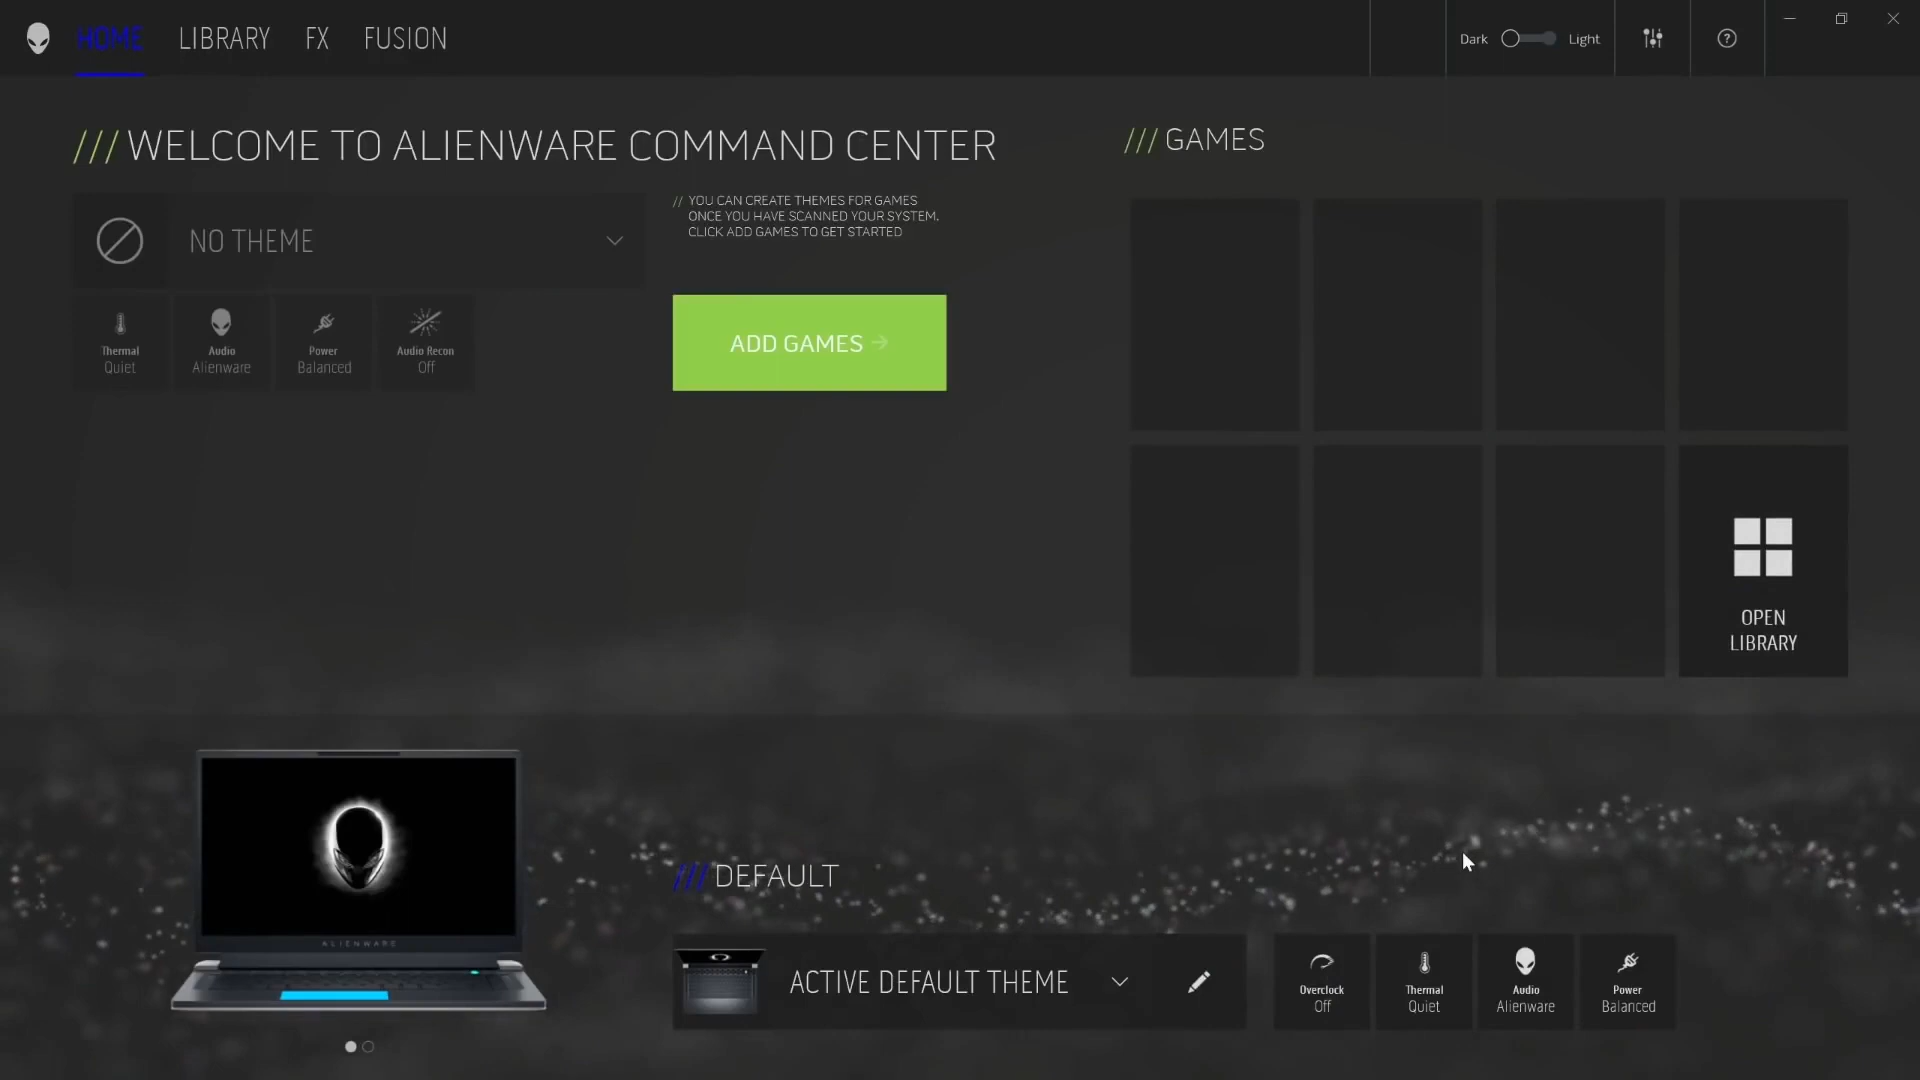 HOME LIBRARY FX FUSION
Dark Light
///WELCOME TO ALIENWARE COMMAND CENTER
///GAMES
NO THEME
// YOU CAN CREATE THEMES FOR GAMES
ONCE YOU HAVE SCANNED YOUR SYSTEM.
CLICK ADD GAMES TO GET STARTED
Thermal
Quiet
Audio
Alienware
Power
Balanced
Audio Recon
Off
ADD GAMES
OPEN
LIBRARY
ALIENWARE
///DEFAULT
ACTIVE DEFAULT THEME
Overclock
Off
Thermal
Quiet
Audio
Alienware
Power
Balanced